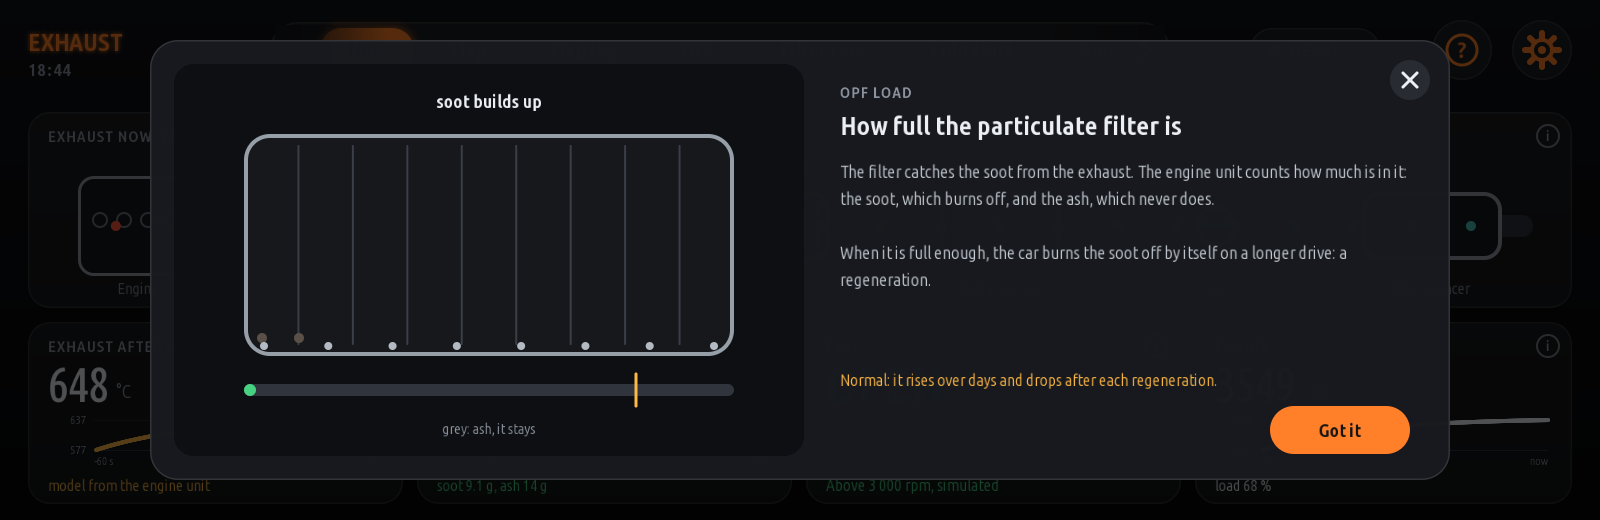 EXHAUST
18:44
soot builds up
grey: ash, it stays
OPF LOAD
How full the particulate filter is
The filter catches the soot from the exhaust. The engine unit counts how much is in it:
the soot, which burns off, and the ash, which never does.
When it is full enough, the car burns the soot off by itself on a longer drive: a
regeneration.
Normal: it rises over days and drops after each regeneration.
Got it
EXHAUST NOW
Engin
EXHAUST AFTE
648 °C
637
577
-60 s
model from the engine unit
soot 9.1 g, ash 14 g
Above 3 000 rpm, simulated
now
load 68 %